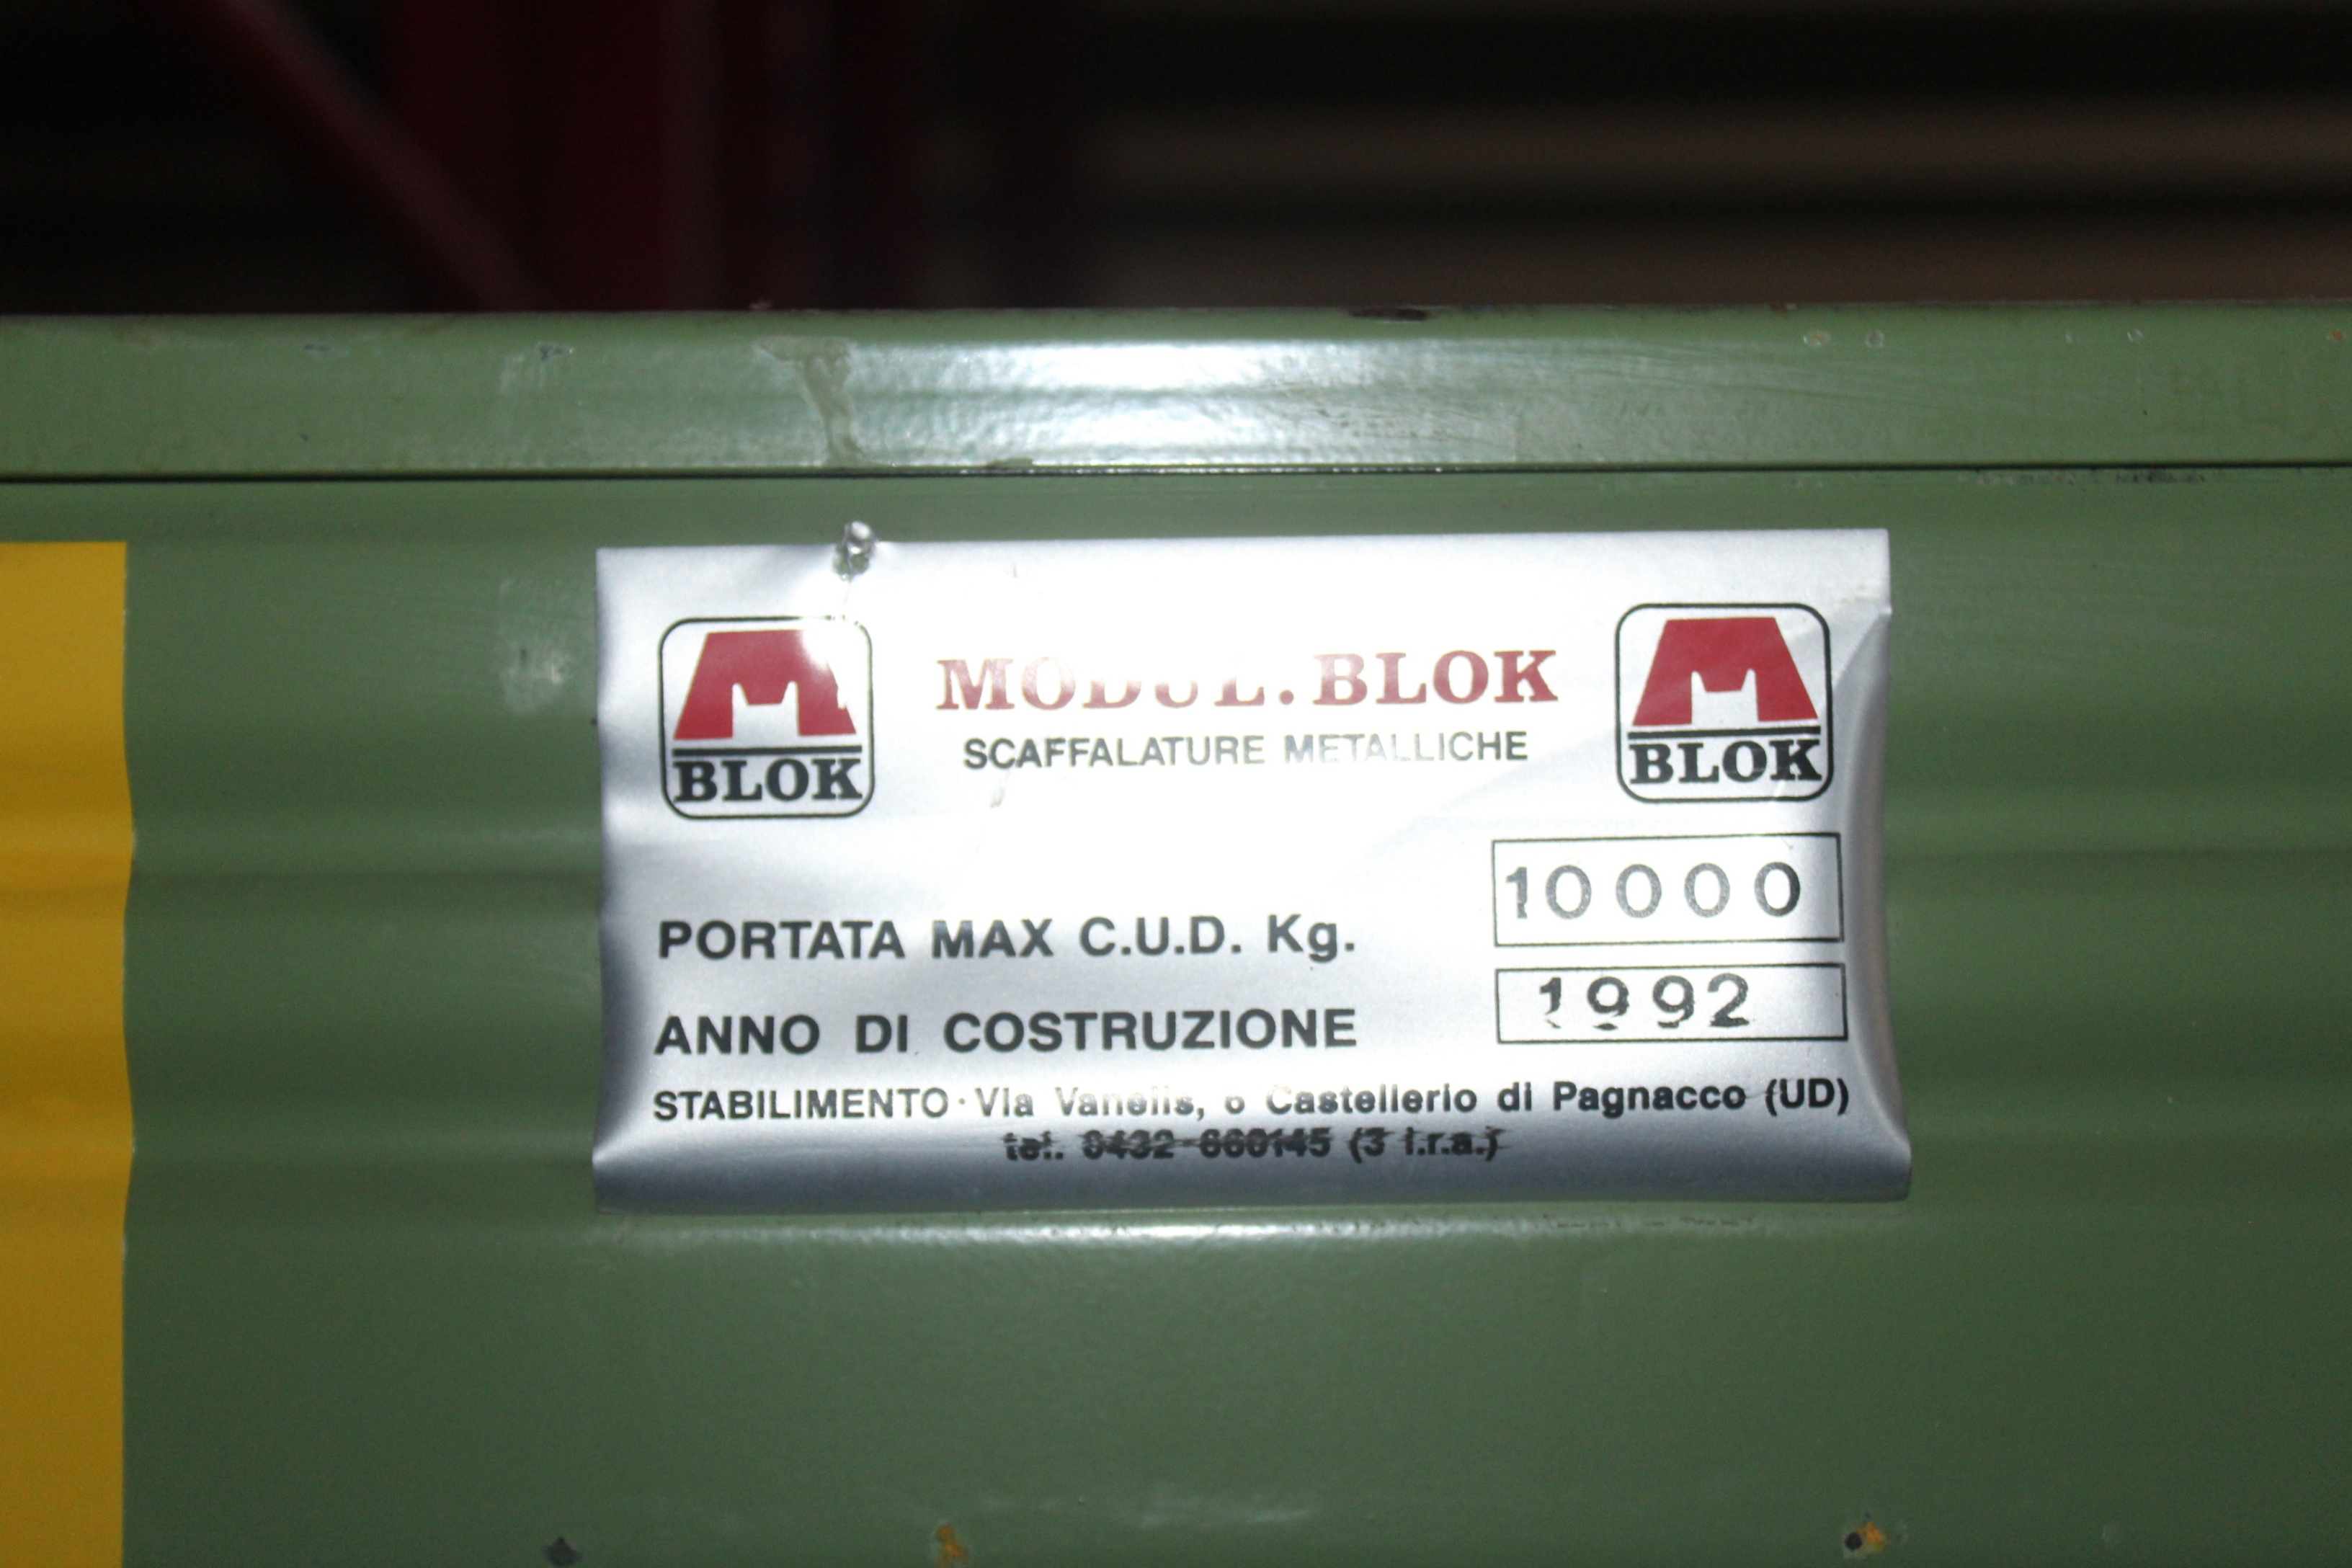 MODUL.BLOK
SCAFFALATURE METALLICHE
BLOK
BLOK
PORTATA MAX C.U.D. Kg. 10000
ANNO DI COSTRUZIONE 1992
STABILIMENTO · Via Vanelis, 6 Castellerio di Pagnacco (UD)
tel. 0432-660145 (3 l.r.a.)